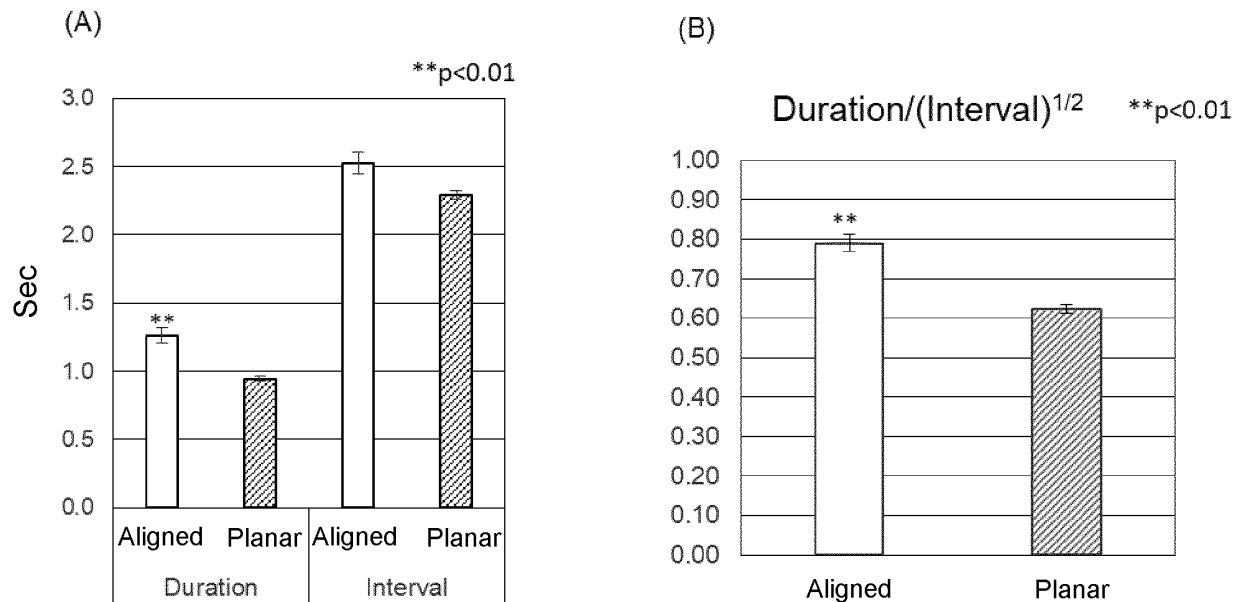 (A)
**p<0.01
3.0
2.5
2.0
1.5
1.0
0.5
0.0
Sec
**
Aligned Planar Aligned Planar
Duration Interval
(B)
Duration/(Interval)1/2 **p<0.01
1.00
0.90
0.80
0.70
0.60
0.50
0.40
0.30
0.20
0.10
0.00
**
Aligned Planar